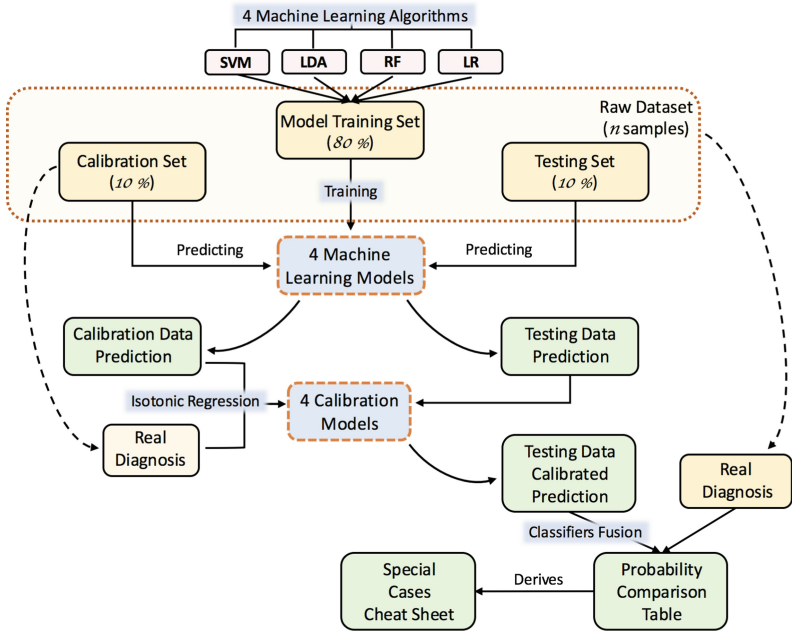 4 Machine Learning Algorithms
SVM
LDA
RF
LR
Raw Dataset
(n samples)
Model Training Set
(80 %)
Calibration Set
(10 %)
Testing Set
(10 %)
Training
Predicting
4 Machine
Learning Models
Predicting
Calibration Data
Prediction
Testing Data
Prediction
Isotonic Regression
4 Calibration
Models
Real
Diagnosis
Testing Data
Calibrated
Prediction
Real
Diagnosis
Classifiers Fusion
Special
Cases
Cheat Sheet
Derives
Probability
Comparison
Table